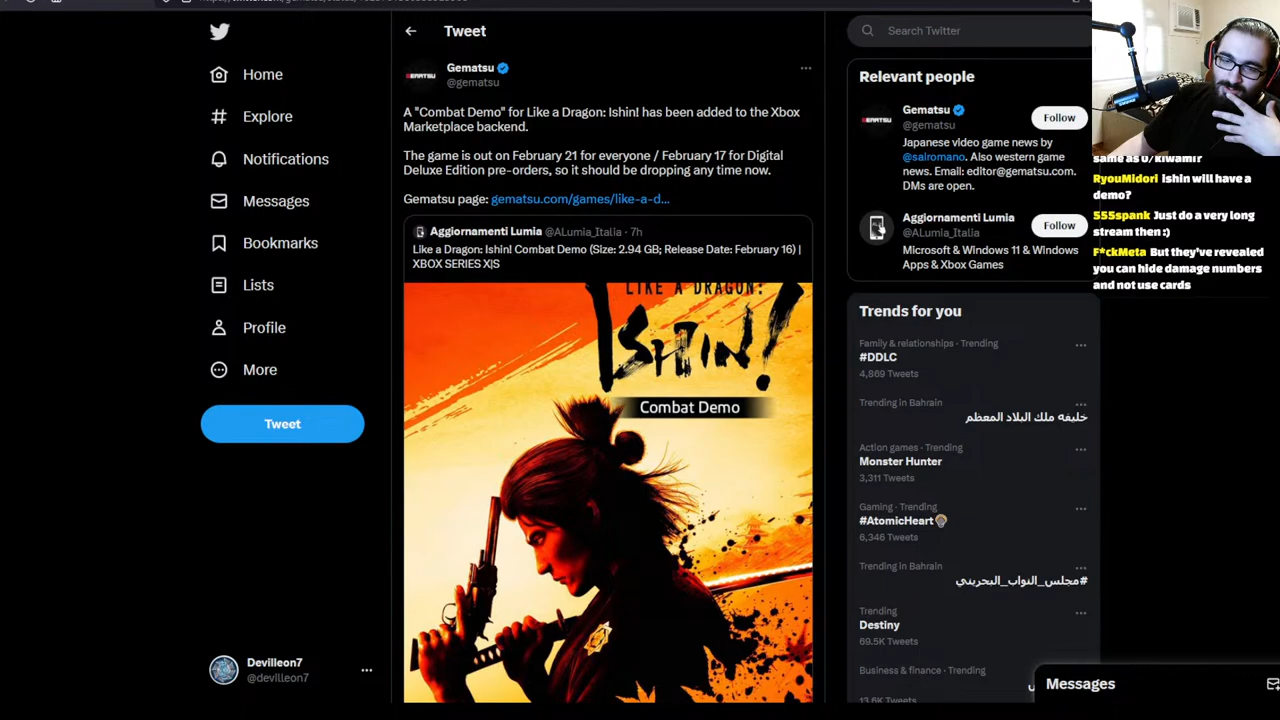 Home
Explore
Notifications
Messages
Bookmarks
Lists
Profile
More
Tweet
Devilleon7
@devilleon7
Tweet
Gematsu
@gematsu
A "Combat Demo" for Like a Dragon: Ishin! has been added to the Xbox
Marketplace backend.
The game is out on February 21 for everyone / February 17 for Digital
Deluxe Edition pre-orders, so it should be dropping any time now.
Gematsu page: gematsu.com/games/like-a-d...
Aggiornamenti Lumia @ALumia_Italia · 7h
Like a Dragon: Ishin! Combat Demo (Size: 2.94 GB; Release Date: February 16) |
XBOX SERIES X|S
LIKE A DRAGON:
ISHIN!
Combat Demo
Search Twitter
Relevant people
Gematsu
@gematsu
Follow
Japanese video game news by
@salromano. Also western game
news. Email: editor@gematsu.com.
DMs are open.
Aggiornamenti Lumia
@ALumia_Italia
Follow
Microsoft & Windows 11 & Windows
Apps & Xbox Games
Trends for you
Family & relationships · Trending
#DDLC
4,869 Tweets
Trending in Bahrain
خليفه ملك البلاد المعظم
Action games · Trending
Monster Hunter
3,311 Tweets
Gaming · Trending
#AtomicHeart
6,346 Tweets
Trending in Bahrain
#مجلس_النواب_البحريني
Trending
Destiny
69.5K Tweets
Business & finance · Trending
13.6K Tweets
Messages
same as 0/kiwami?
RyouMidori Ishin will have a
demo?
555spank Just do a very long
stream then :)
F*ckMeta But they've revealed
you can hide damage numbers
and not use cards